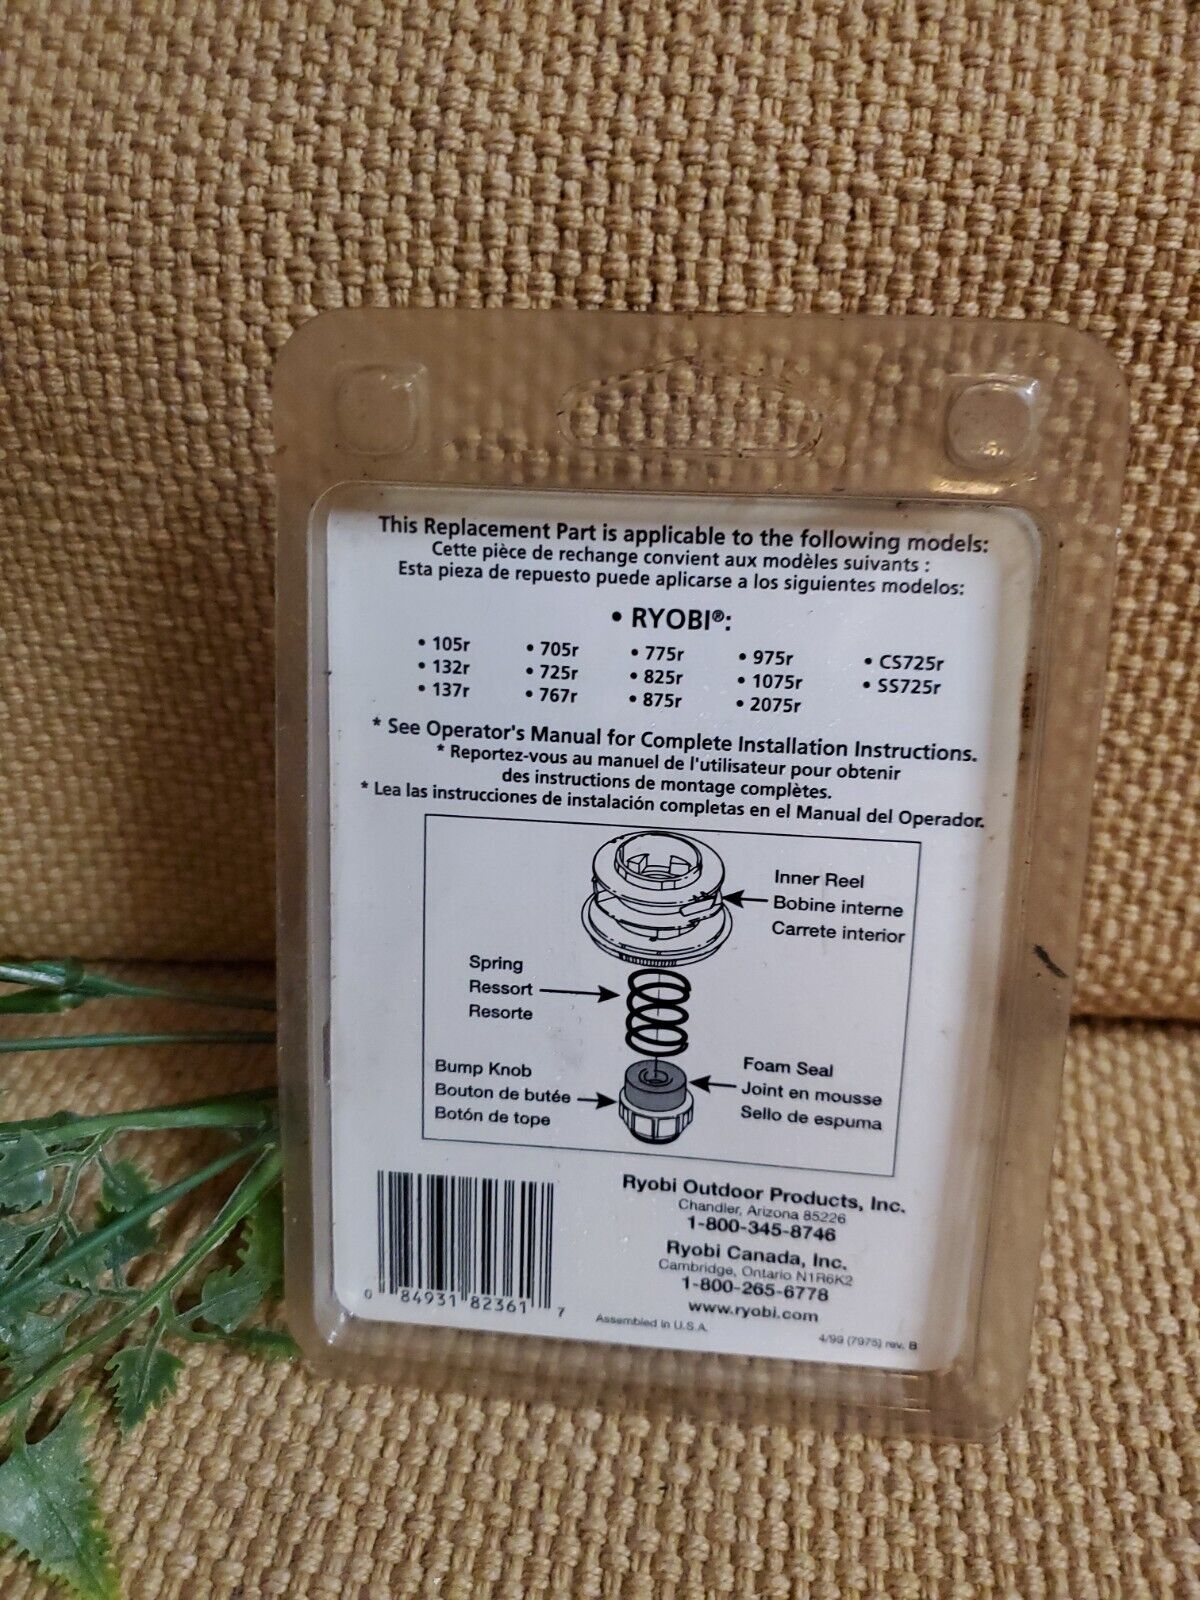 This Replacement Part is applicable to the following models:
Cette pièce de rechange convient aux modèles suivants :
Esta pieza de repuesto puede aplicarse a los siguientes modelos:
• RYOBI®:
• 105r • 705r • 775r • 975r • CS725r
• 132r • 725r • 825r • 1075r • SS725r
• 137r • 767r • 875r • 2075r
* See Operator's Manual for Complete Installation Instructions.
* Reportez-vous au manuel de l'utilisateur pour obtenir
des instructions de montage complètes.
* Lea las instrucciones de instalación completas en el Manual del Operador.
Inner Reel
Bobine interne
Carrete interior
Spring
Ressort
Resorte
Bump Knob
Bouton de butée
Botón de tope
Foam Seal
Joint en mousse
Sello de espuma
Ryobi Outdoor Products, Inc.
Chandler, Arizona 85226
1-800-345-8746
Ryobi Canada, Inc.
Cambridge, Ontario N1R6K2
1-800-265-6778
www.ryobi.com
0 84931 82361 7
Assembled in U.S.A.
4/99 (7975) rev. B